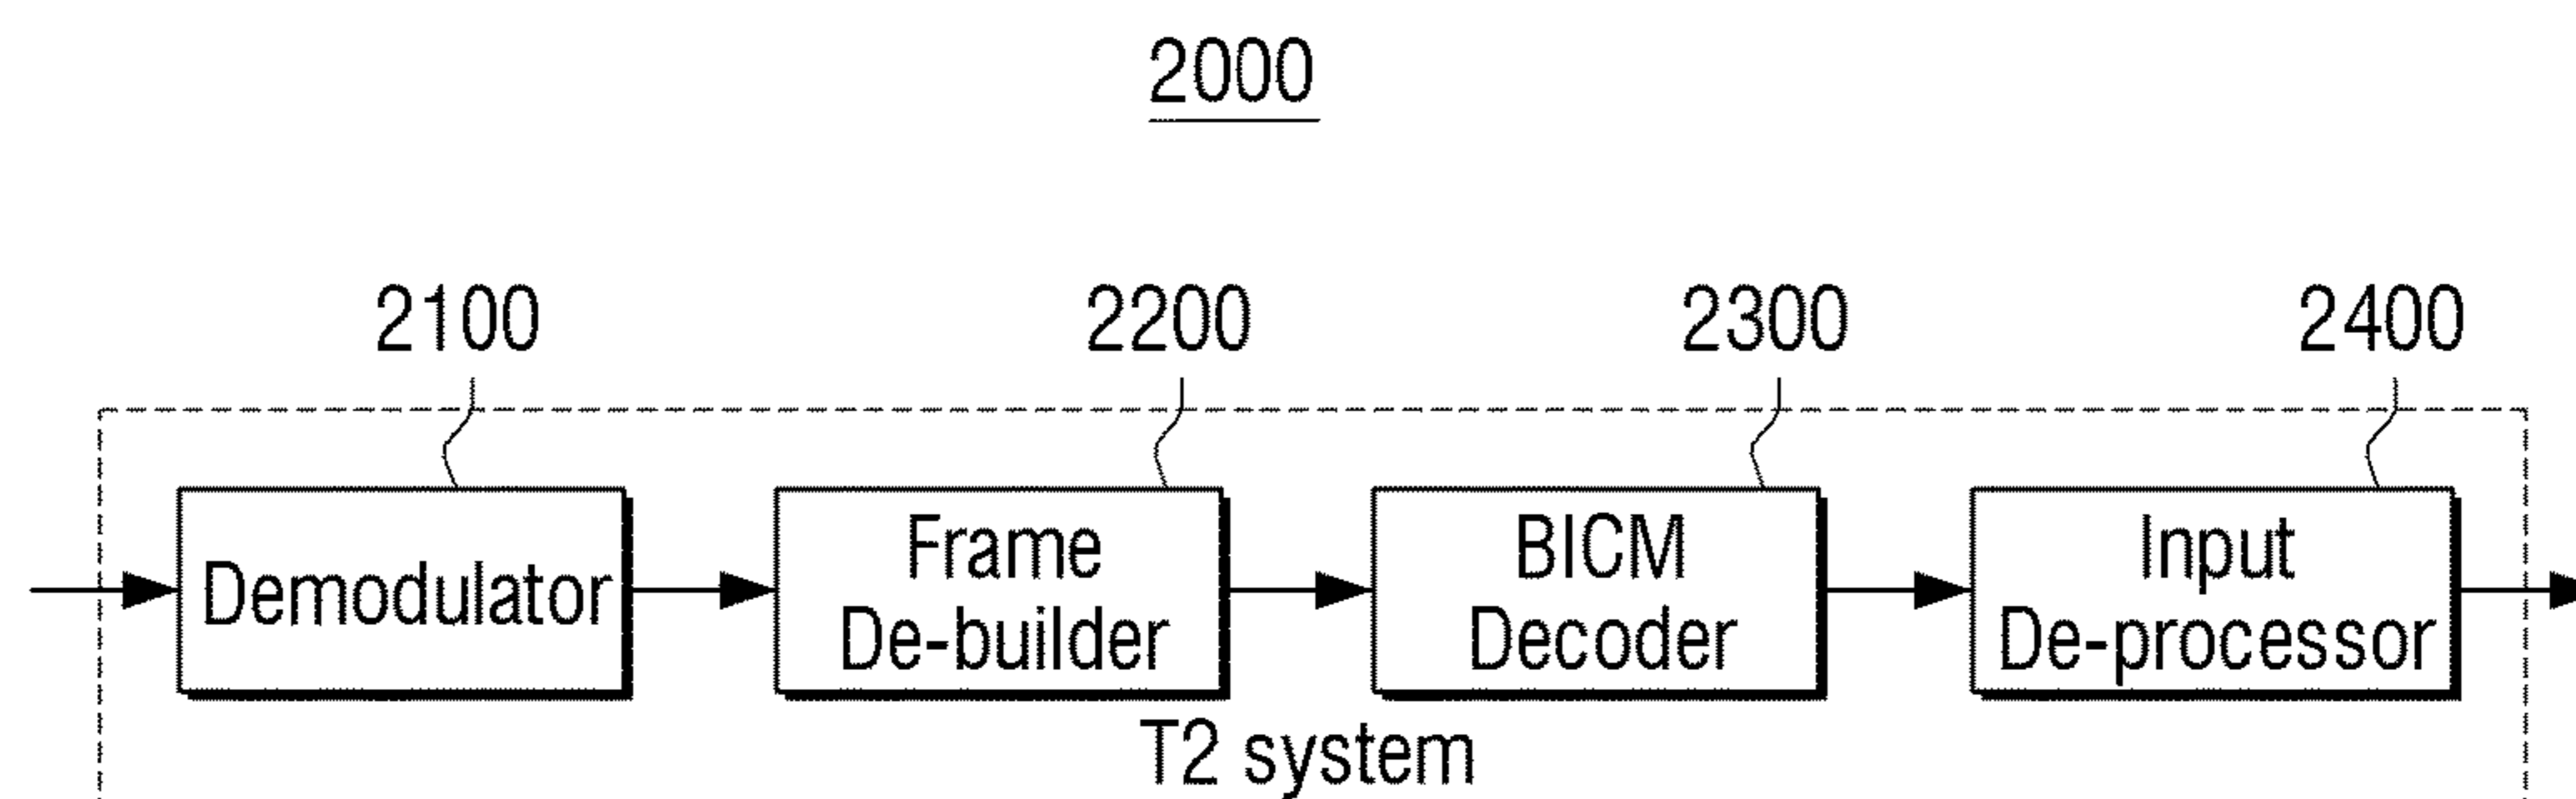 2000
2100
2200
2300
2400
Demodulator
Frame
De-builder
BICM
Decoder
Input
De-processor
T2 system